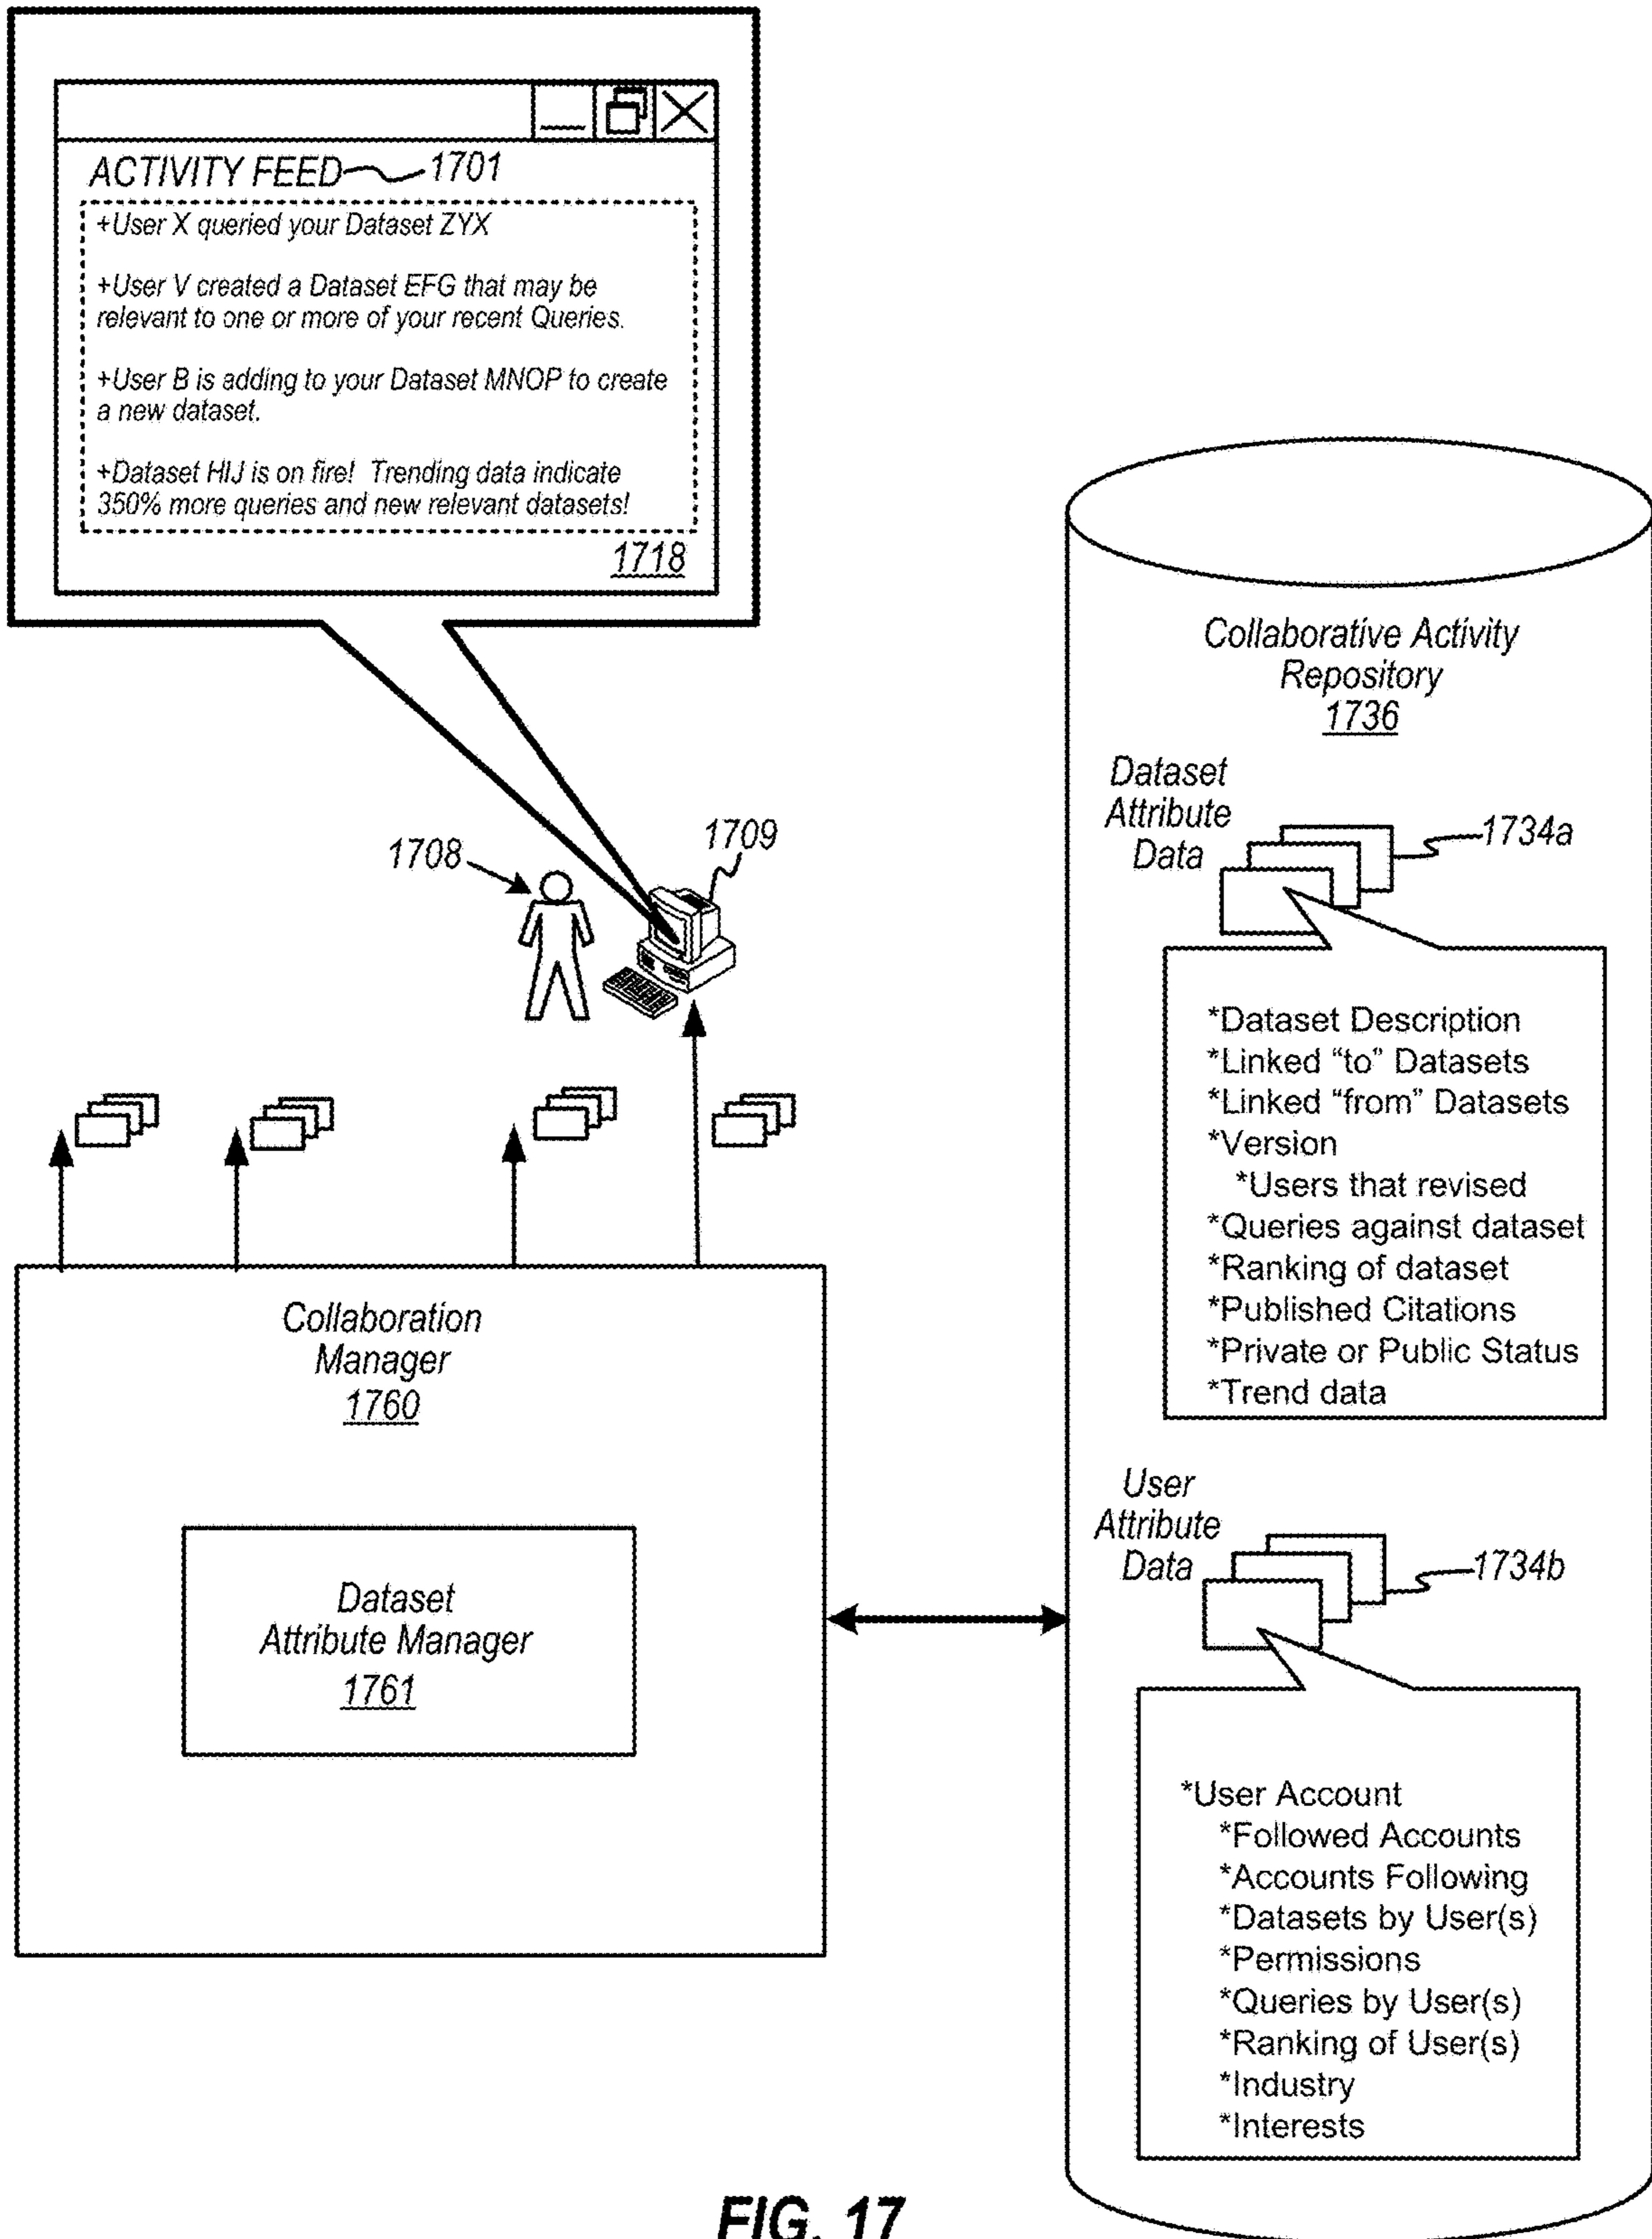 ACTIVITY FEED 1701
+User X queried your Dataset ZYX
+User V created a Dataset EFG that may be
relevant to one or more of your recent Queries.
+User B is adding to your Dataset MNOP to create
a new dataset.
+Dataset HIJ is on fire! Trending data indicate
350% more queries and new relevant datasets!
1718
1708
1709
Collaboration
Manager
1760
Dataset
Attribute Manager
1761
Collaborative Activity
Repository
1736
Dataset
Attribute
Data
1734a
*Dataset Description
*Linked “to” Datasets
*Linked “from” Datasets
*Version
*Users that revised
*Queries against dataset
*Ranking of dataset
*Published Citations
*Private or Public Status
*Trend data
User
Attribute
Data
1734b
*User Account
*Followed Accounts
*Accounts Following
*Datasets by User(s)
*Permissions
*Queries by User(s)
*Ranking of User(s)
*Industry
*Interests
FIG. 17